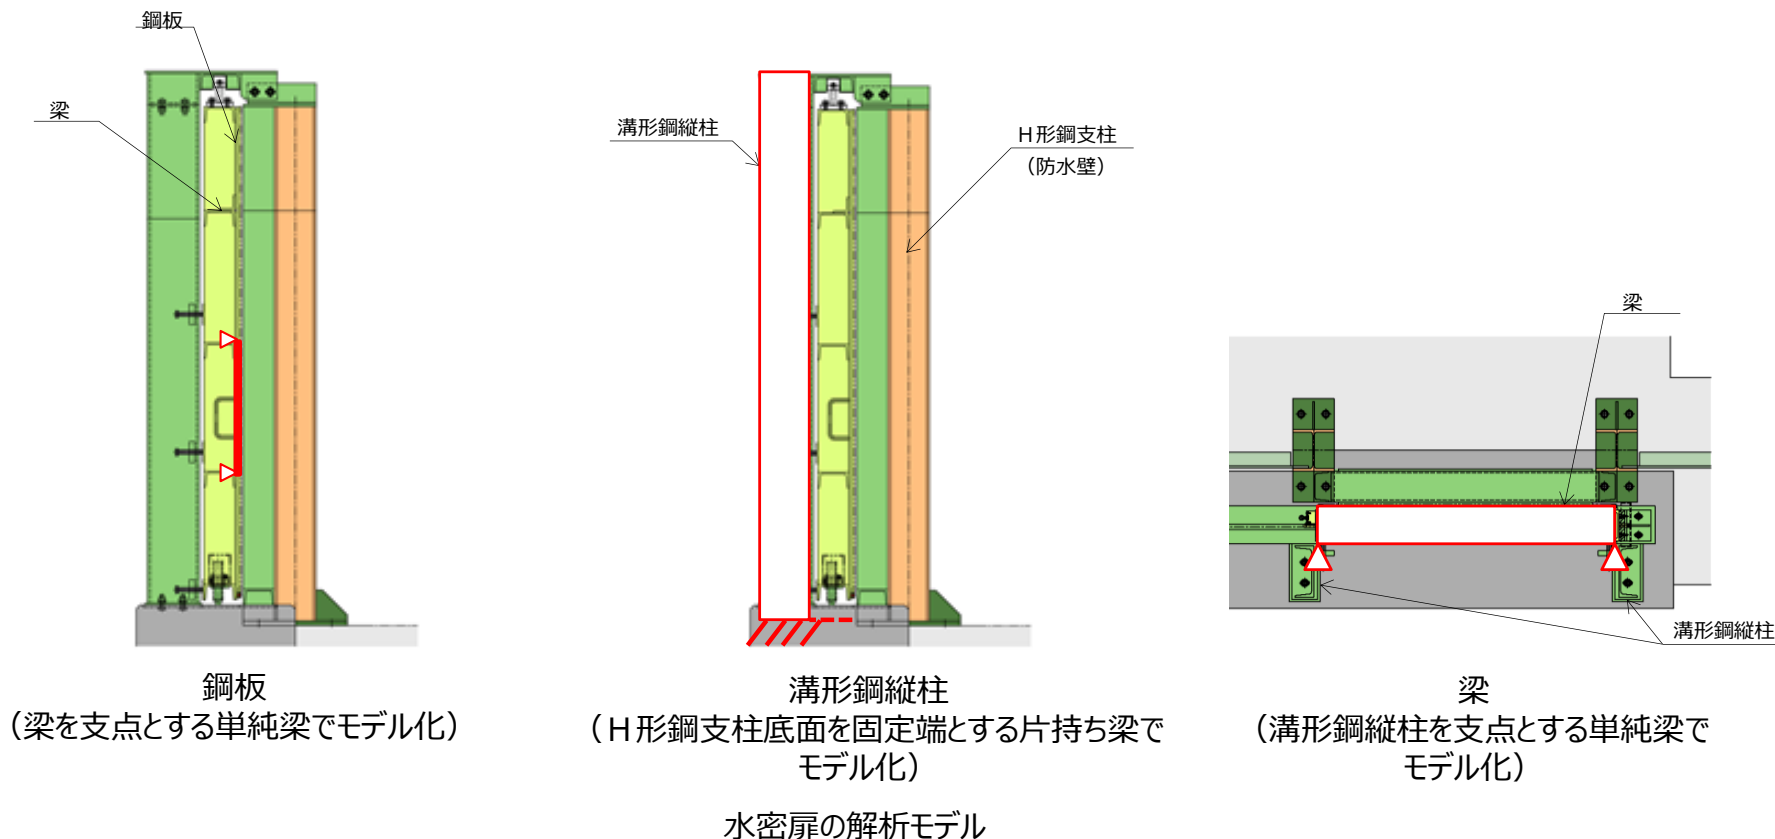 鋼板
梁
溝形鋼縦柱
H形鋼支柱
（防水壁）
梁
溝形鋼縦柱
鋼板
（梁を支点とする単純梁でモデル化）
溝形鋼縦柱
（H形鋼支柱底面を固定端とする片持ち梁で
モデル化）
梁
（溝形鋼縦柱を支点とする単純梁で
モデル化）
水密扉の解析モデル